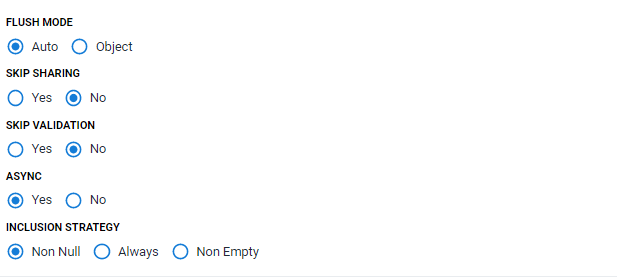 FLUSH MODE
Auto Object
SKIP SHARING
Yes No
SKIP VALIDATION
Yes No
ASYNC
Yes No
INCLUSION STRATEGY
Non Null Always Non Empty